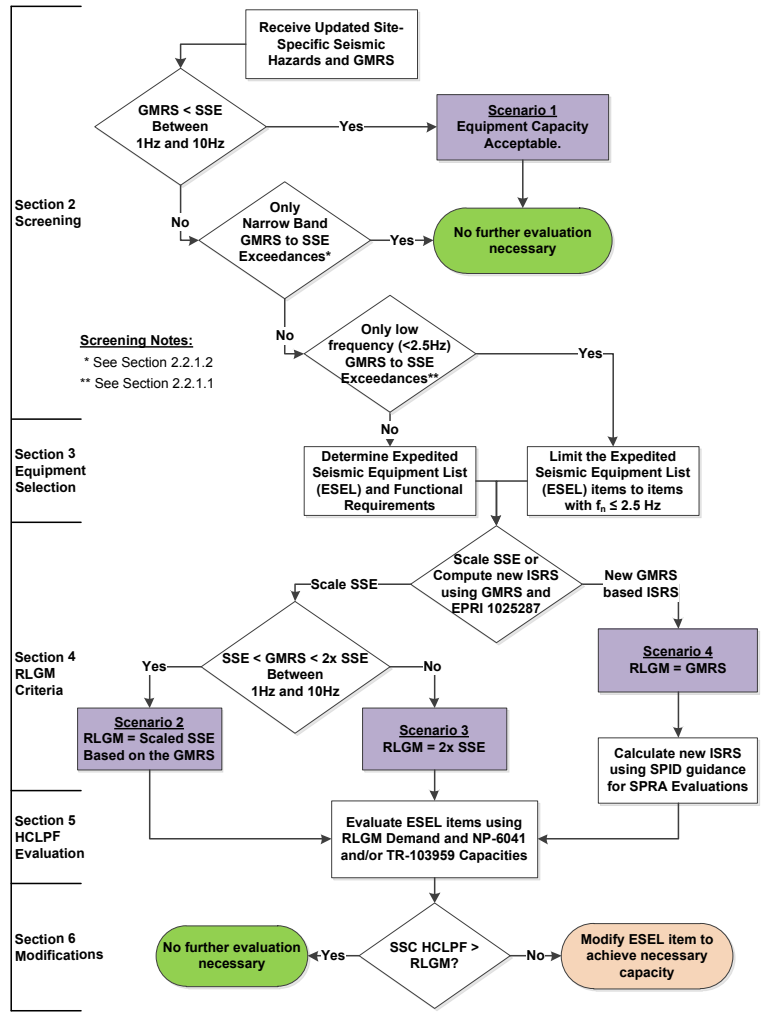 Receive Updated Site-
Specific Seismic
Hazards and GMRS
GMRS < SSE
Between
1Hz and 10Hz
Yes
Scenario 1
Equipment Capacity
Acceptable.
Section 2
Screening
No
Only
Narrow Band
GMRS to SSE
Exceedances*
Yes
No further evaluation
necessary
No
Only low
frequency (<2.5Hz)
GMRS to SSE
Exceedances**
Yes
Screening Notes:
* See Section 2.2.1.2
** See Section 2.2.1.1
No
Section 3
Equipment
Selection
Determine Expedited
Seismic Equipment List
(ESEL) and Functional
Requirements
Limit the Expedited
Seismic Equipment List
(ESEL) items to items
with fn ≤ 2.5 Hz
Scale SSE or
Compute new ISRS
using GMRS and
EPRI 1025287
Scale SSE
New GMRS
based ISRS
Section 4
RLGM
Criteria
Yes
SSE < GMRS < 2x SSE
Between
1Hz and 10Hz
No
Scenario 4
RLGM = GMRS
Scenario 2
RLGM = Scaled SSE
Based on the GMRS
Scenario 3
RLGM = 2x SSE
Calculate new ISRS
using SPID guidance
for SPRA Evaluations
Section 5
HCLPF
Evaluation
Evaluate ESEL items using
RLGM Demand and NP-6041
and/or TR-103959 Capacities
Section 6
Modifications
No further evaluation
necessary
Yes
SSC HCLPF >
RLGM?
No
Modify ESEL item to
achieve necessary
capacity